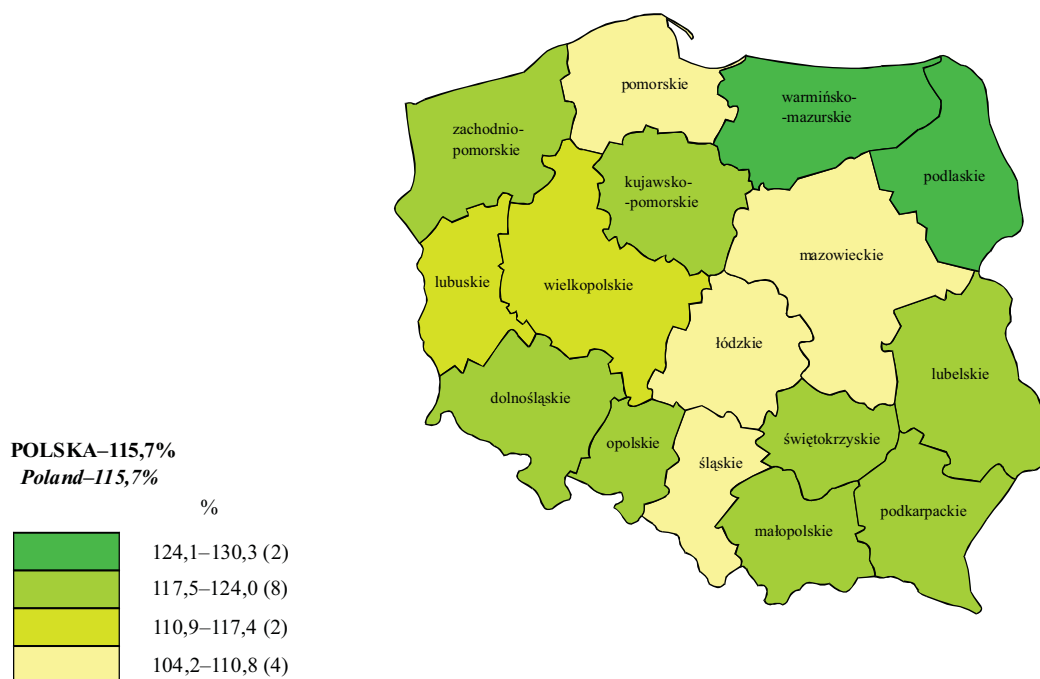 pomorskie
warmińsko-
-mazurskie
zachodnio-
pomorskie
podlaskie
kujawsko-
-pomorskie
mazowieckie
lubuskie
wielkopolskie
łódzkie
lubelskie
dolnośląskie
opolskie
świętokrzyskie
śląskie
podkarpackie
małopolskie
POLSKA–115,7%
Poland–115,7%
%
124,1–130,3 (2)
117,5–124,0 (8)
110,9–117,4 (2)
104,2–110,8 (4)